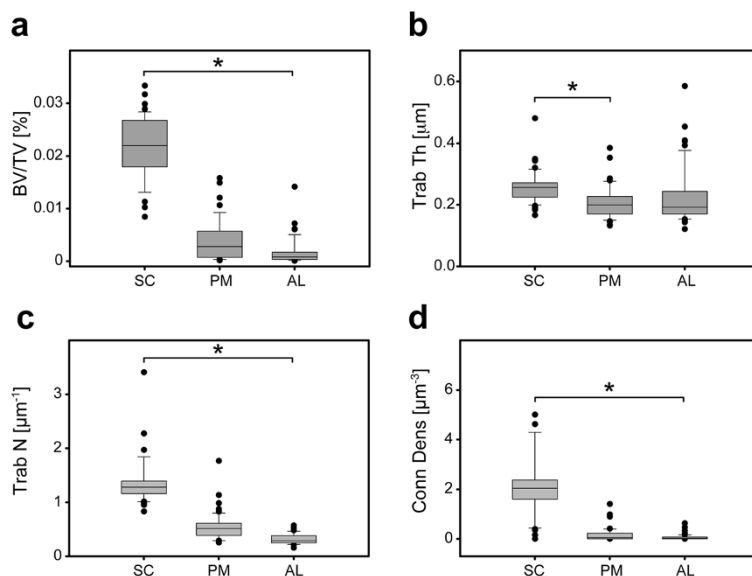 a
*
BV/TV [%]
0.03
0.02
0.01
0
SC PM AL
b
*
Trab Th [µm]
0.6
0.4
0.2
0.0
SC PM AL
c
*
Trab N [µm⁻¹]
3
2
1
0
SC PM AL
d
*
Conn Dens [µm⁻³]
6
4
2
0
SC PM AL